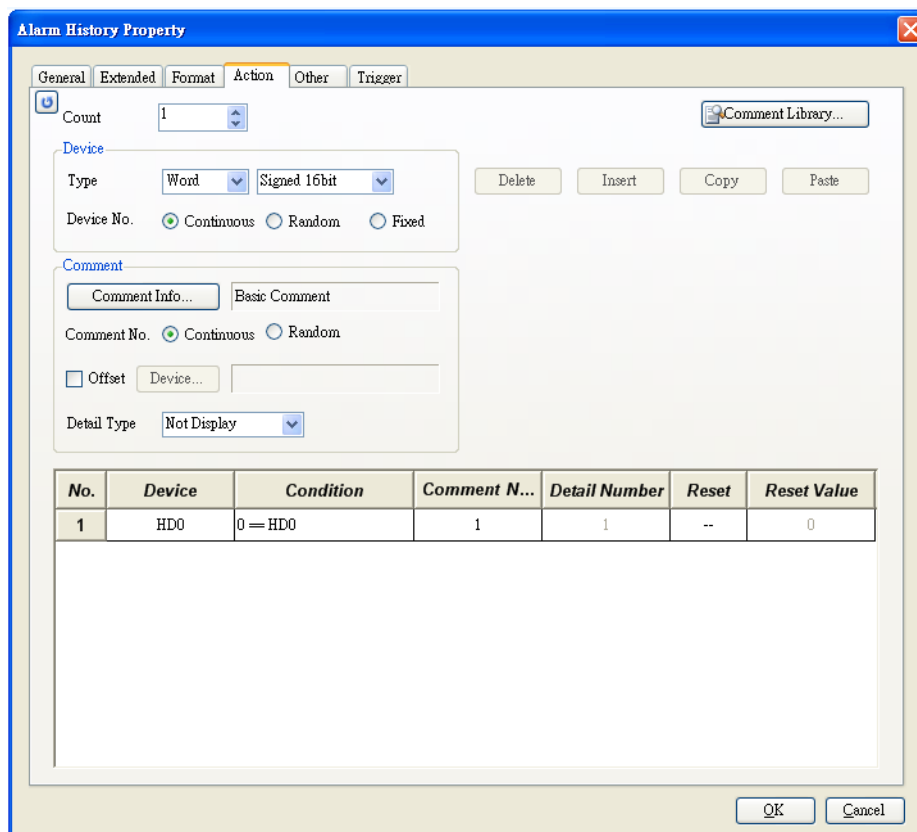 Alarm History Property
General Extended Format Action Other Trigger
Count 1 Comment Library...
Device
Type Word Signed 16bit Delete Insert Copy Paste
Device No. Continuous Random Fixed
Comment
Comment Info... Basic Comment
Comment No. Continuous Random
Offset Device...
Detail Type Not Display
No. Device Condition Comment N... Detail Number Reset Reset Value
1 HD0 0 == HD0 1 1 -- 0
OK Cancel